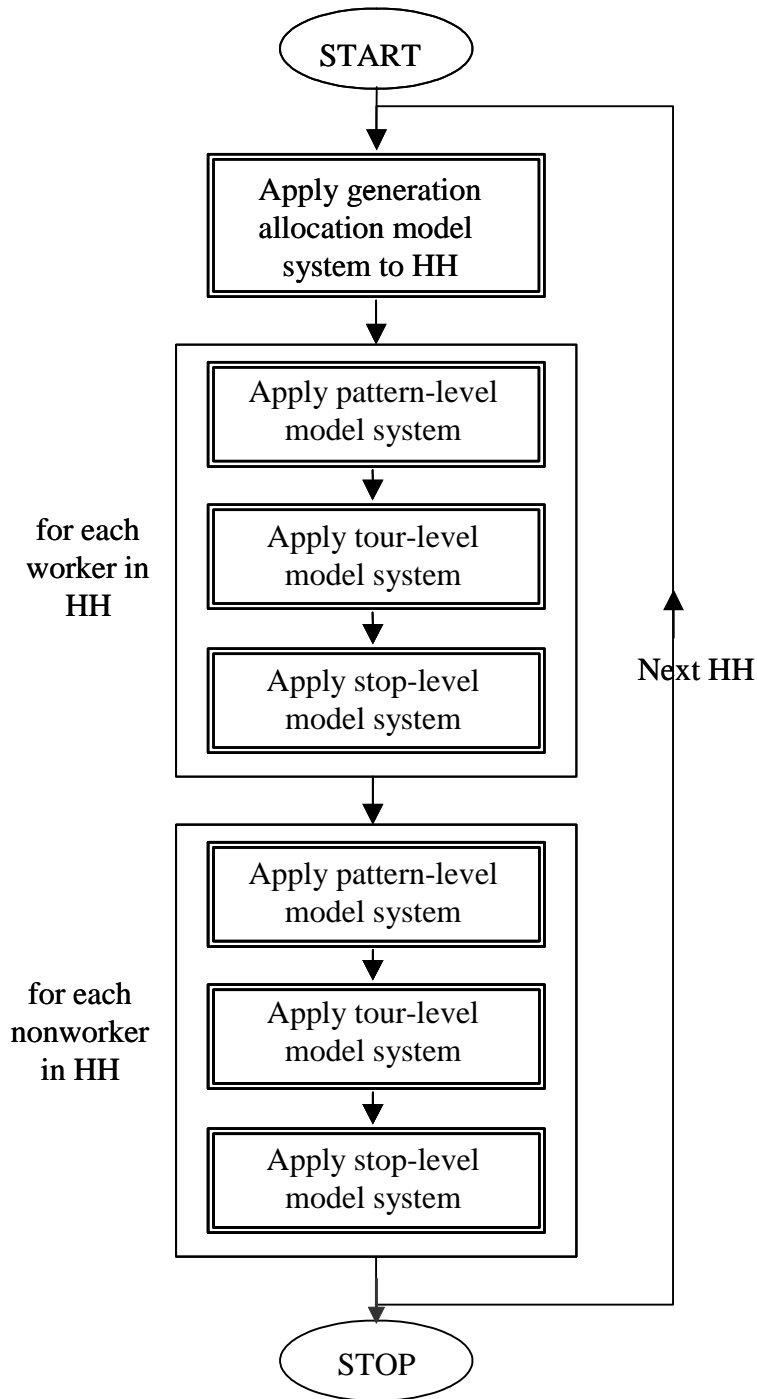 START
Apply generation
allocation model
system to HH
Apply pattern-level
model system
for each
worker in
HH
Apply tour-level
model system
Apply stop-level
model system
Next HH
Apply pattern-level
model system
for each
nonworker
in HH
Apply tour-level
model system
Apply stop-level
model system
STOP